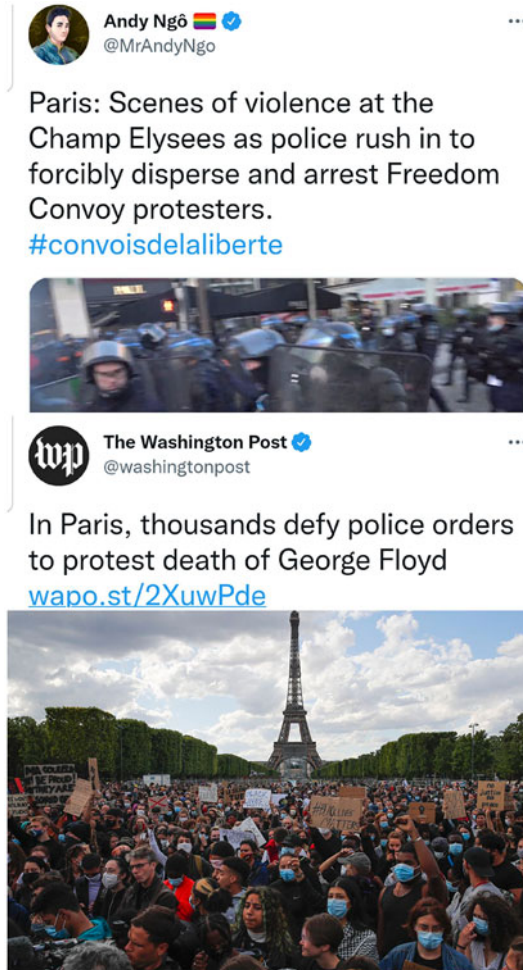 Andy Ngô
@MrAndyNgo
Paris: Scenes of violence at the
Champ Elysees as police rush in to
forcibly disperse and arrest Freedom
Convoy protesters.
#convoisdelaliberte
wp
The Washington Post
@washingtonpost
In Paris, thousands defy police orders
to protest death of George Floyd
wapo.st/2XuwPde